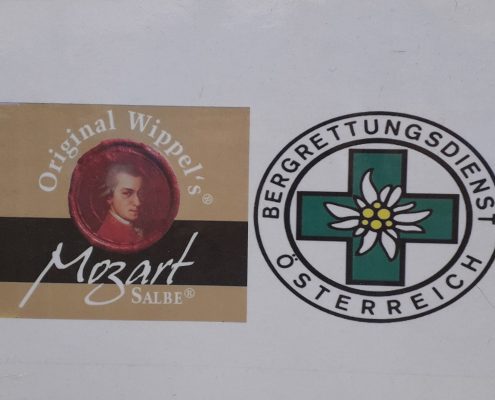 Original Wippel's®
Mozart
SALBE®
BERGRETTUNGSDIENST
ÖSTERREICH